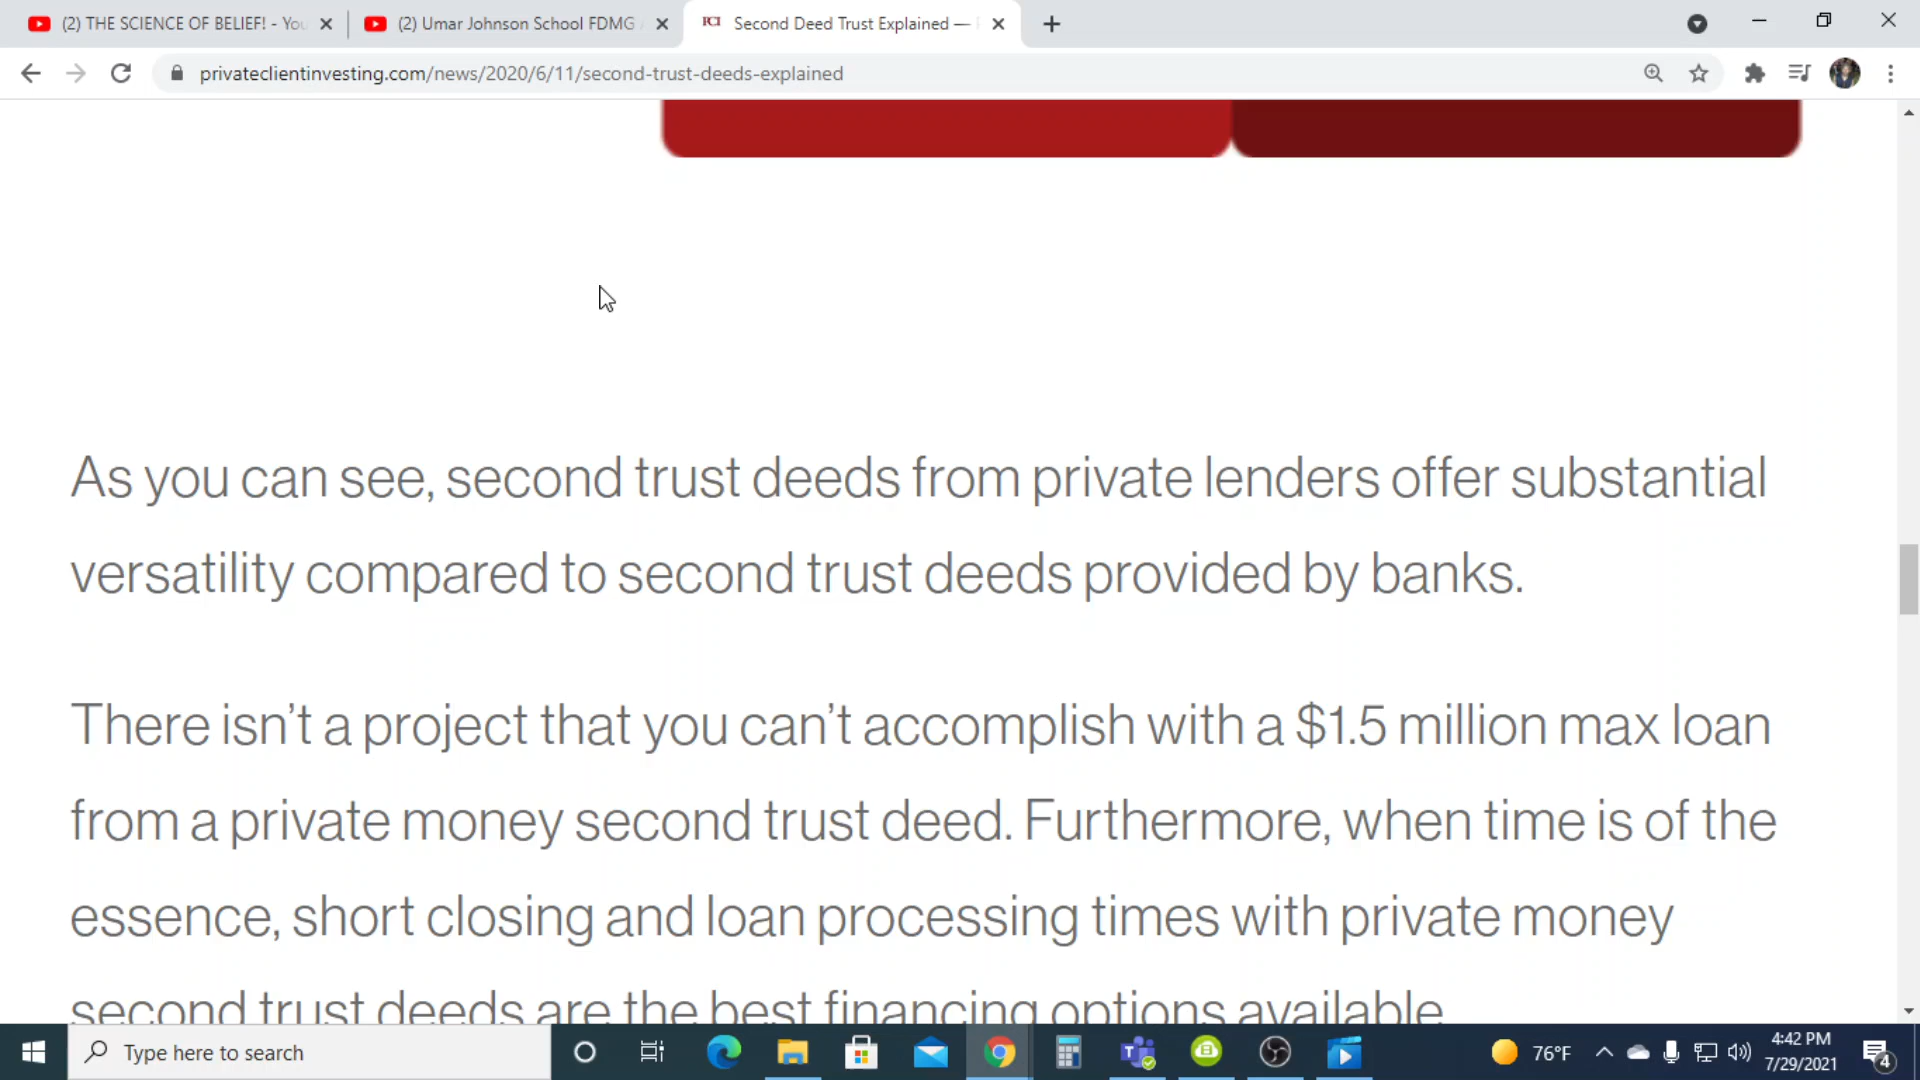 (2) THE SCIENCE OF BELIEF! - You
(2) Umar Johnson School FDMG
PCI Second Deed Trust Explained —
privateclientinvesting.com/news/2020/6/11/second-trust-deeds-explained
As you can see, second trust deeds from private lenders offer substantial
versatility compared to second trust deeds provided by banks.
There isn’t a project that you can’t accomplish with a $1.5 million max loan
from a private money second trust deed. Furthermore, when time is of the
essence, short closing and loan processing times with private money
second trust deeds are the best financing options available
Type here to search
76°F
4:42 PM
7/29/2021
4